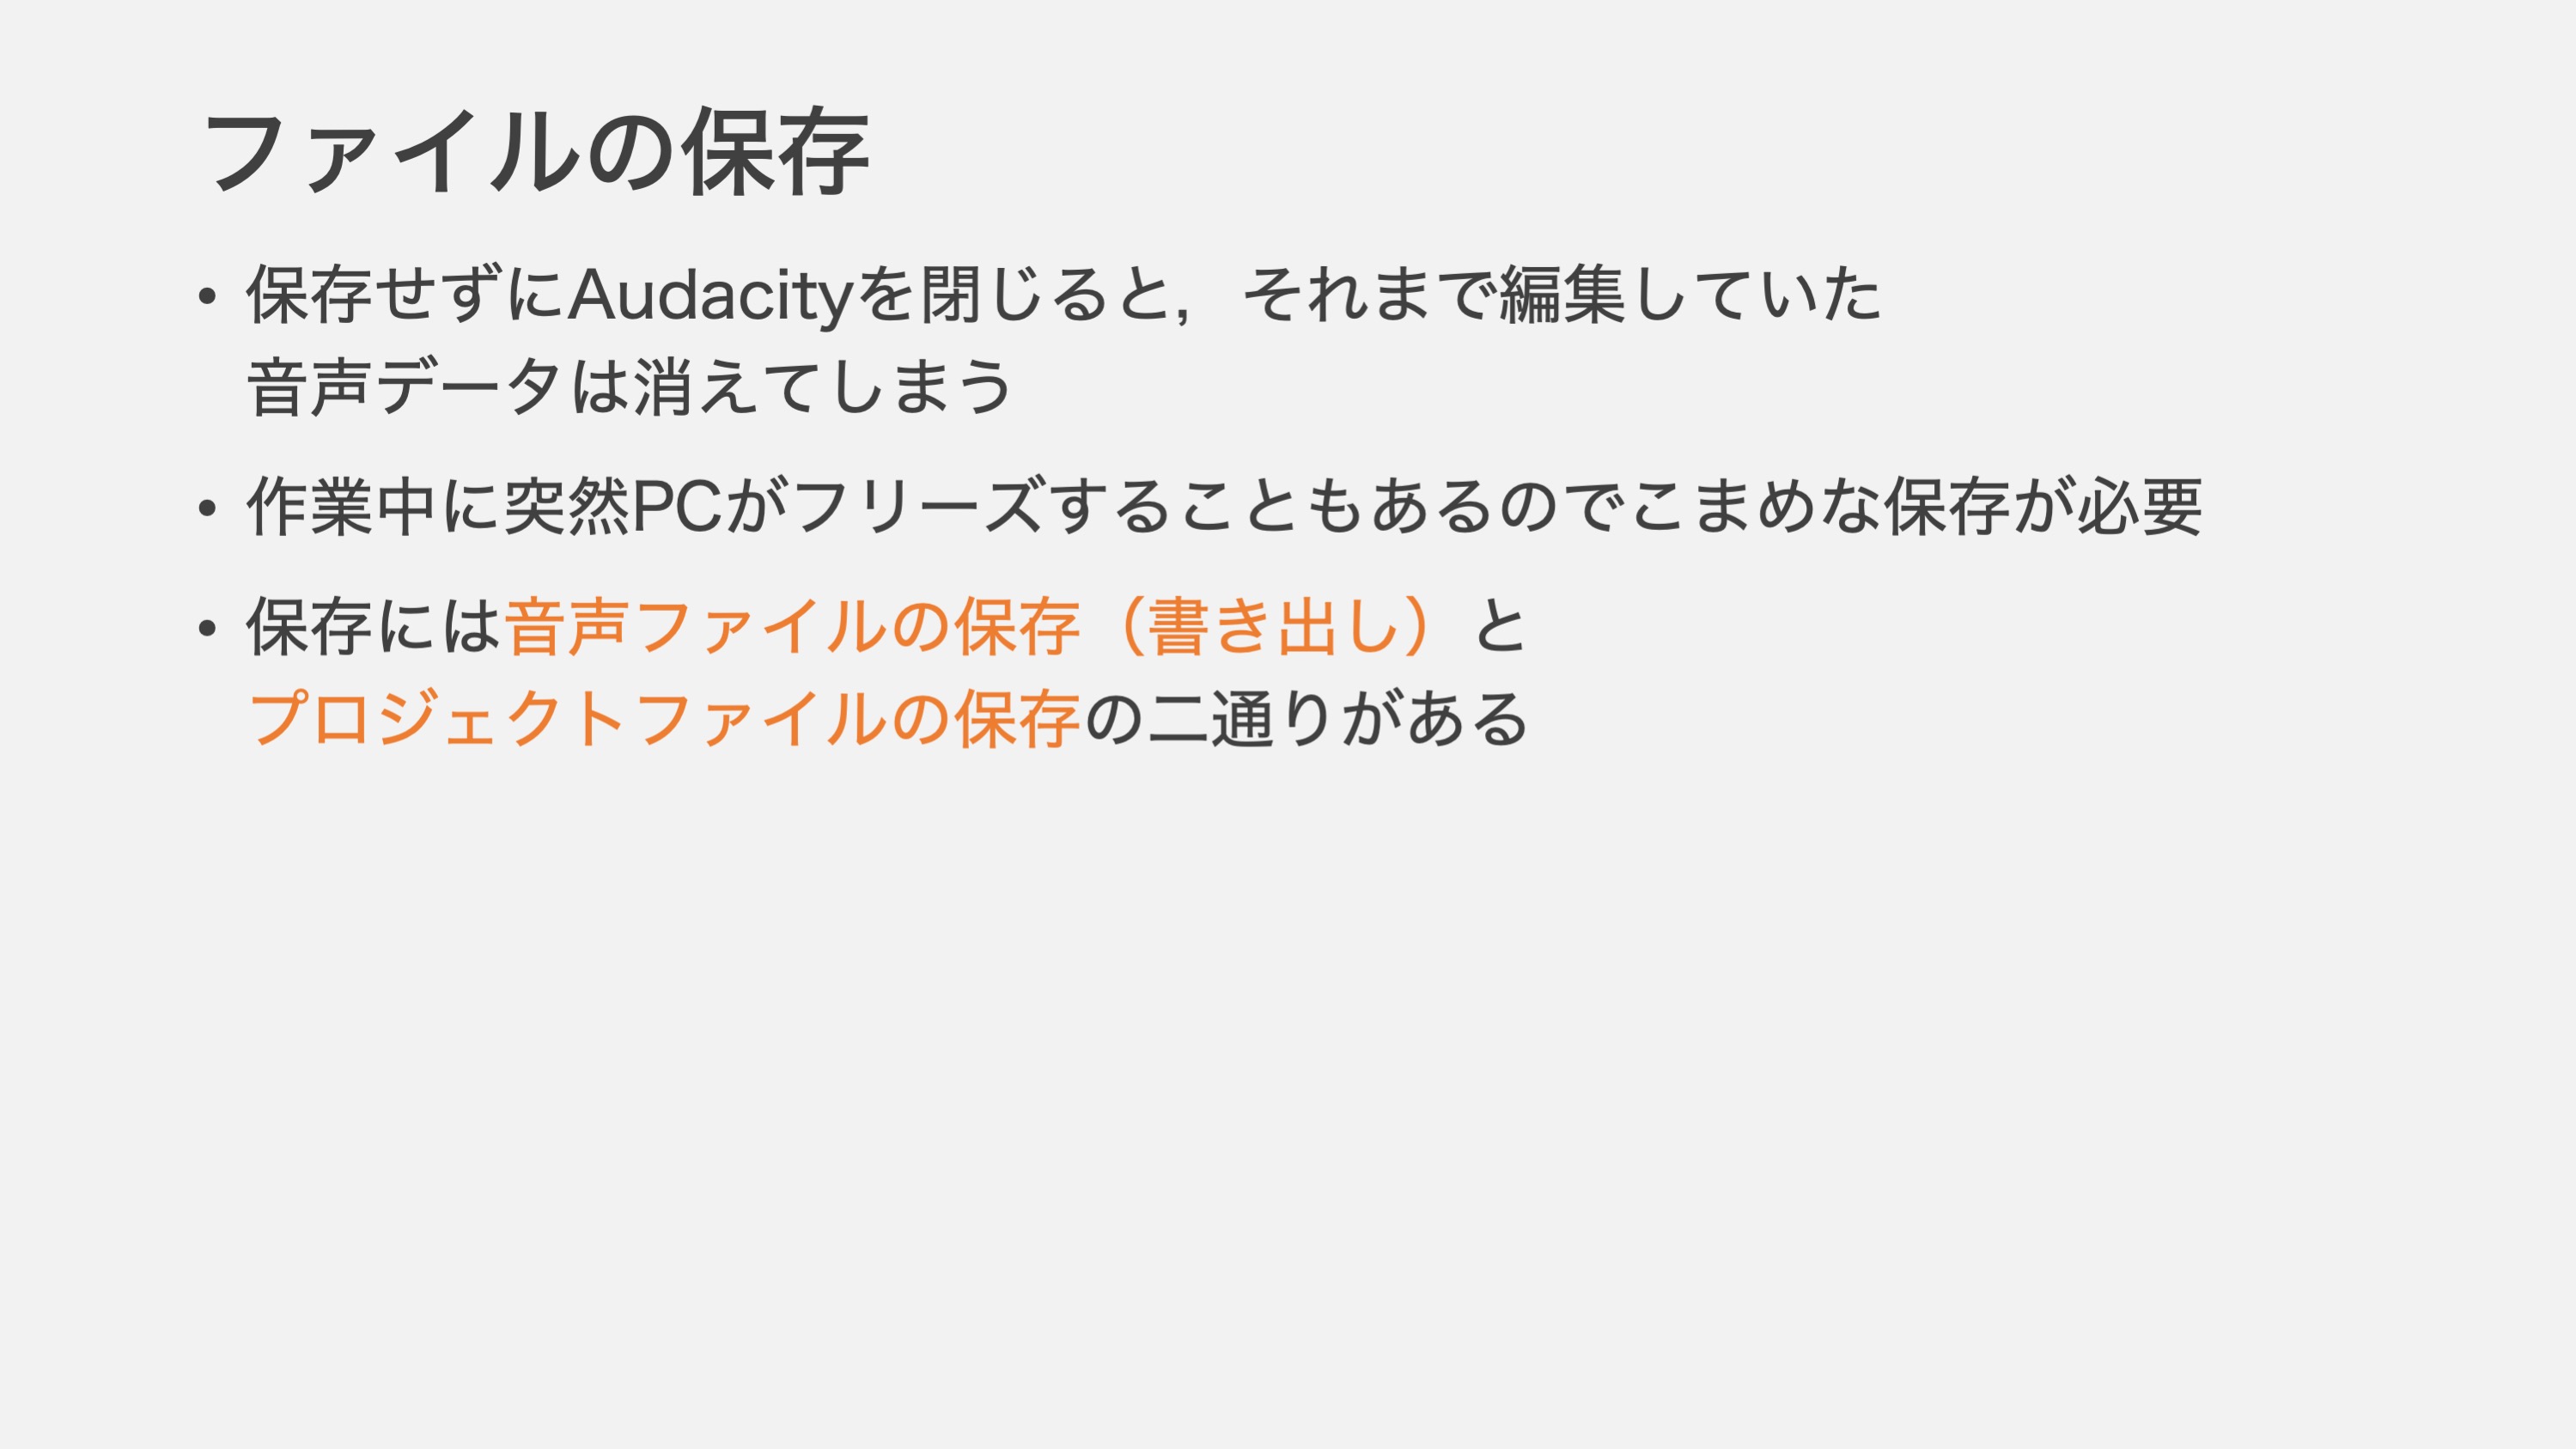 ファイルの保存
• 保存せずにAudacityを閉じると，それまで編集していた
音声データは消えてしまう
• 作業中に突然PCがフリーズすることもあるのでこまめな保存が必要
• 保存には音声ファイルの保存（書き出し）と
プロジェクトファイルの保存の二通りがある